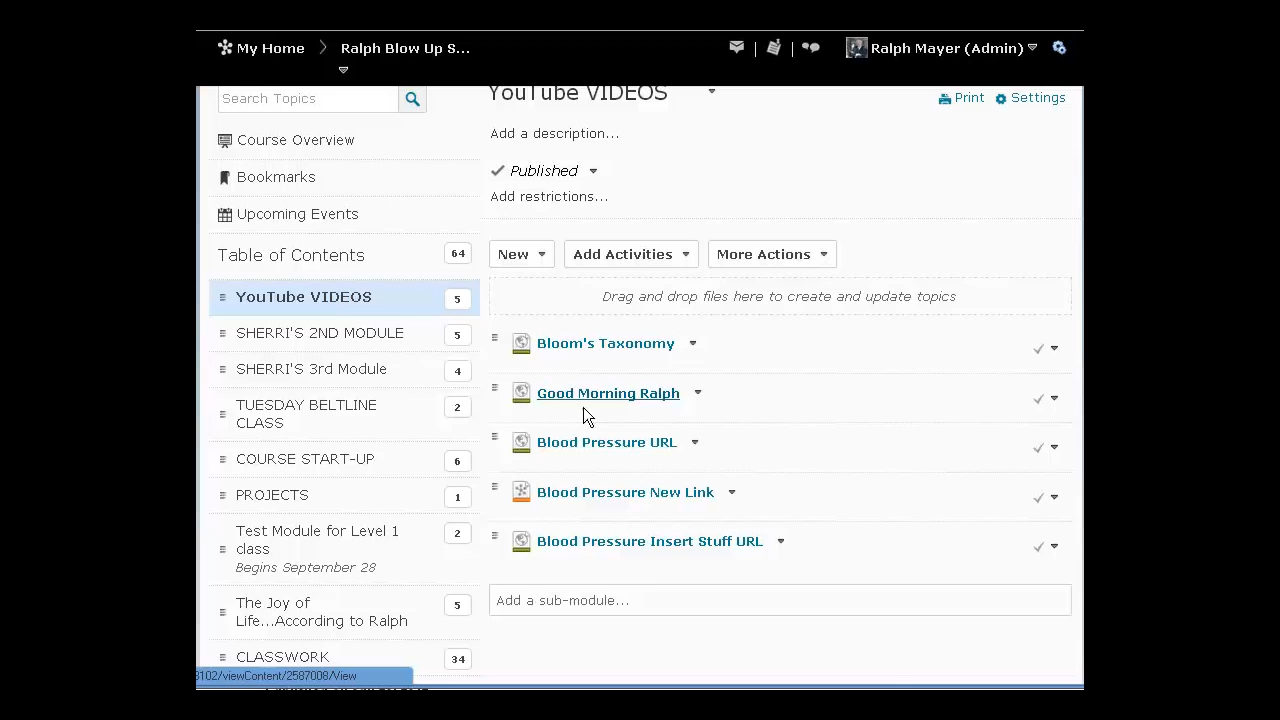 My Home
Ralph Blow Up S...
Ralph Mayer (Admin)
Search Topics
Course Overview
Bookmarks
Upcoming Events
Table of Contents
64
YouTube VIDEOS
5
SHERRI'S 2ND MODULE
5
SHERRI'S 3rd Module
4
TUESDAY BELTLINE
CLASS
2
COURSE START-UP
6
PROJECTS
1
Test Module for Level 1
class
Begins September 28
2
The Joy of
Life...According to Ralph
5
CLASSWORK
34
YouTube VIDEOS
Print
Settings
Add a description...
Published
Add restrictions...
New
Add Activities
More Actions
Drag and drop files here to create and update topics
Bloom's Taxonomy
Good Morning Ralph
Blood Pressure URL
Blood Pressure New Link
Blood Pressure Insert Stuff URL
Add a sub-module...
3102/viewContent/2587008/View